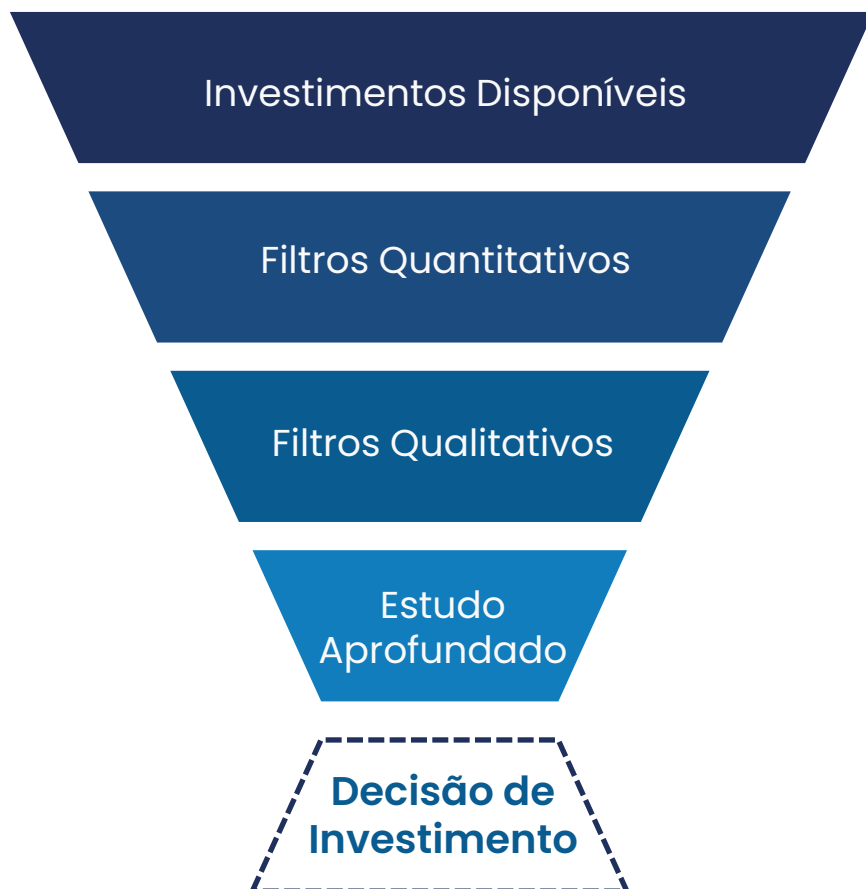 Investimentos Disponíveis
Filtros Quantitativos
Filtros Qualitativos
Estudo
Aprofundado
Decisão de
Investimento